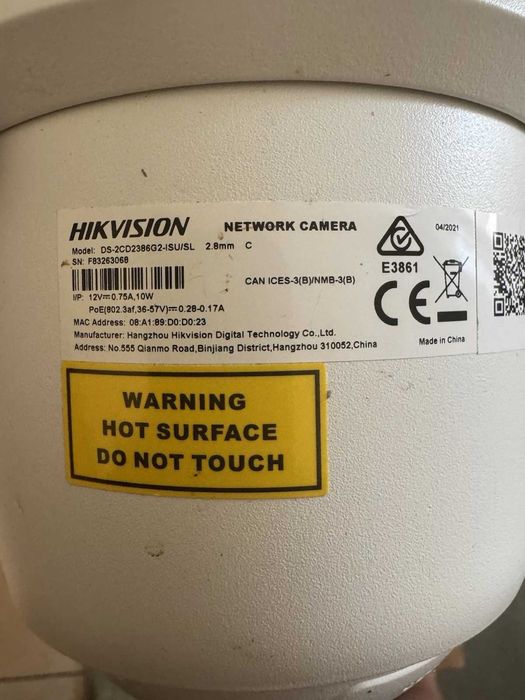 HIKVISION NETWORK CAMERA
Model: DS-2CD2386G2-ISU/SL 2.8mm C
04/2021
SN: F83263068
E3861
CAN ICES-3(B)/NMB-3(B)
I/P: 12V⎓0.75A,10W
PoE(802.3af,36-57V)⎓0.28-0.17A
CE
MAC Address: 08:A1:89:D0:D0:23
Manufacturer: Hangzhou Hikvision Digital Technology Co.,Ltd.
Made in China
Address: No.555 Qianmo Road,Binjiang District,Hangzhou 310052,China
WARNING
HOT SURFACE
DO NOT TOUCH